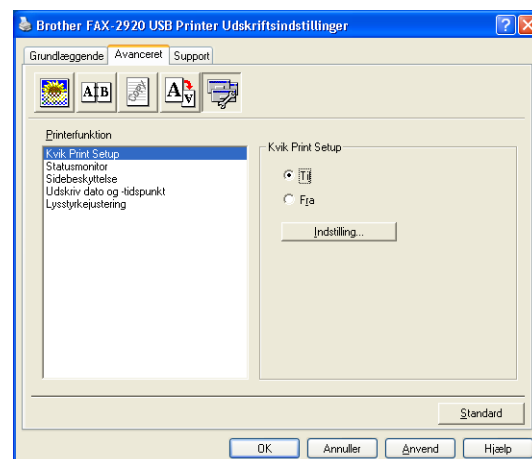 Brother FAX-2920 USB Printer Udskriftsindstillinger
Grundlæggende Avanceret Support
Printerfunktion
Kvik Print Setup
Statusmonitor
Sidebeskyttelse
Udskriv dato og -tidspunkt
Lysstyrkejustering
Kvik Print Setup
Til
Fra
Indstilling...
Standard
OK Annuller Anvend Hjælp